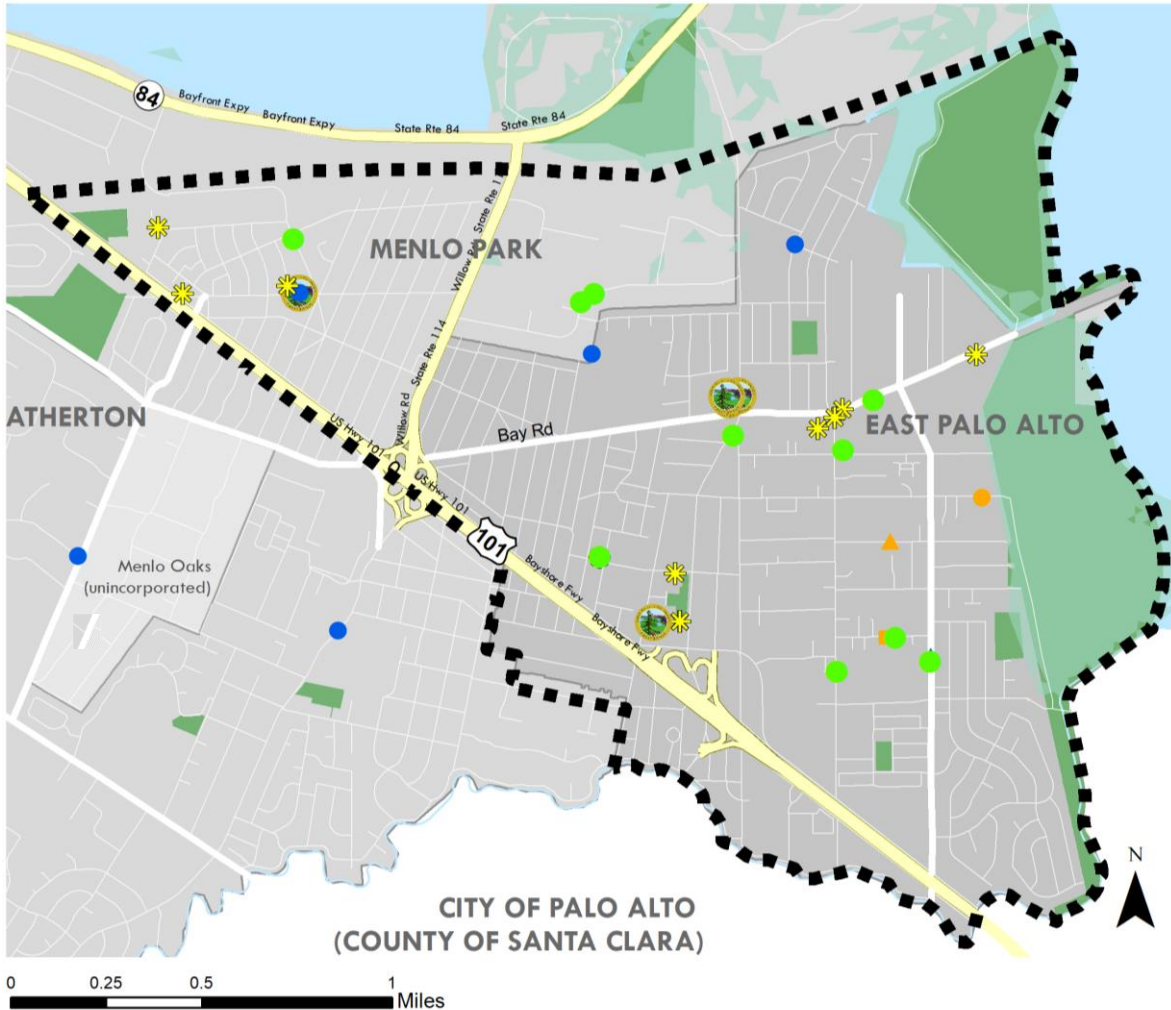 84
Bayfront Expy
Bayfront Expy
State Rte 84
State Rte 84
Willow Rd State Rte 1
MENLO PARK
Willow Rd State Rte 114
ATHERTON
US Hwy 101
US Hwy 101
Bay Rd
EAST PALO ALTO
101
Menlo Oaks
(unincorporated)
Bayshore Fwy
Bayshore Fwy
N
CITY OF PALO ALTO
(COUNTY OF SANTA CLARA)
0 0.25 0.5 1
Miles